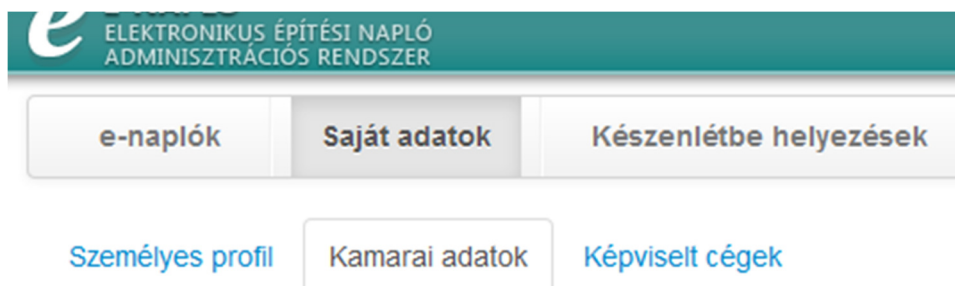 ELEKTRONIKUS ÉPÍTÉSI NAPLÓ
ADMINISZTRÁCIÓS RENDSZER
e-naplók Saját adatok Készenlétbe helyezések
Személyes profil Kamarai adatok Képviselt cégek